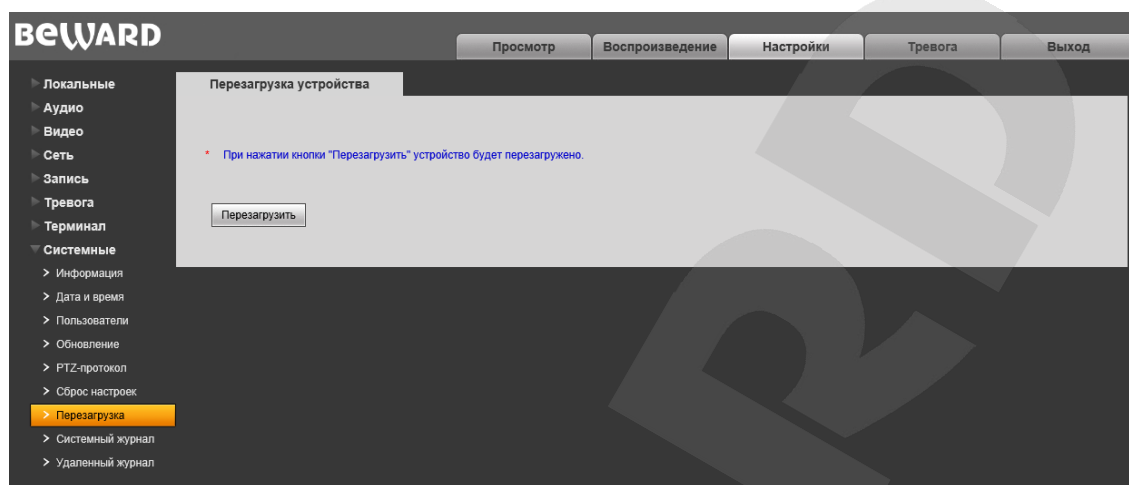 BEWARD
Просмотр Воспроизведение Настройки Тревога Выход
Локальные
Аудио
Видео
Сеть
Запись
Тревога
Терминал
Системные
Информация
Дата и время
Пользователи
Обновление
PTZ-протокол
Сброс настроек
Перезагрузка
Системный журнал
Удаленный журнал
Перезагрузка устройства
* При нажатии кнопки "Перезагрузить" устройство будет перезагружено.
Перезагрузить
RD